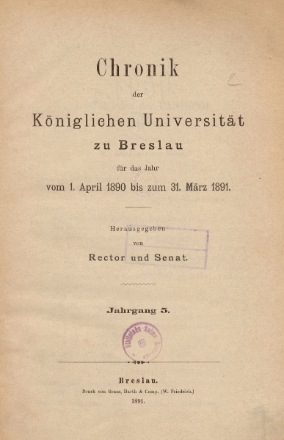 Chronik
der
Königlichen Universität
zu Breslau
für das Jahr
vom 1. April 1890 bis zum 31. März 1891.
Herausgegeben
von
Rector und Senat.
Jahrgang 5.
Breslau.
Druck von Grass, Barth & Comp. (W. Friedrich.)
1891.